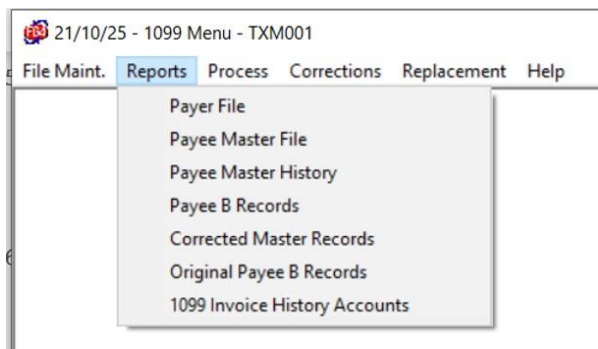 21/10/25 - 1099 Menu - TXM001
File Maint. Reports Process Corrections Replacement Help
Payer File
Payee Master File
Payee Master History
Payee B Records
Corrected Master Records
Original Payee B Records
1099 Invoice History Accounts